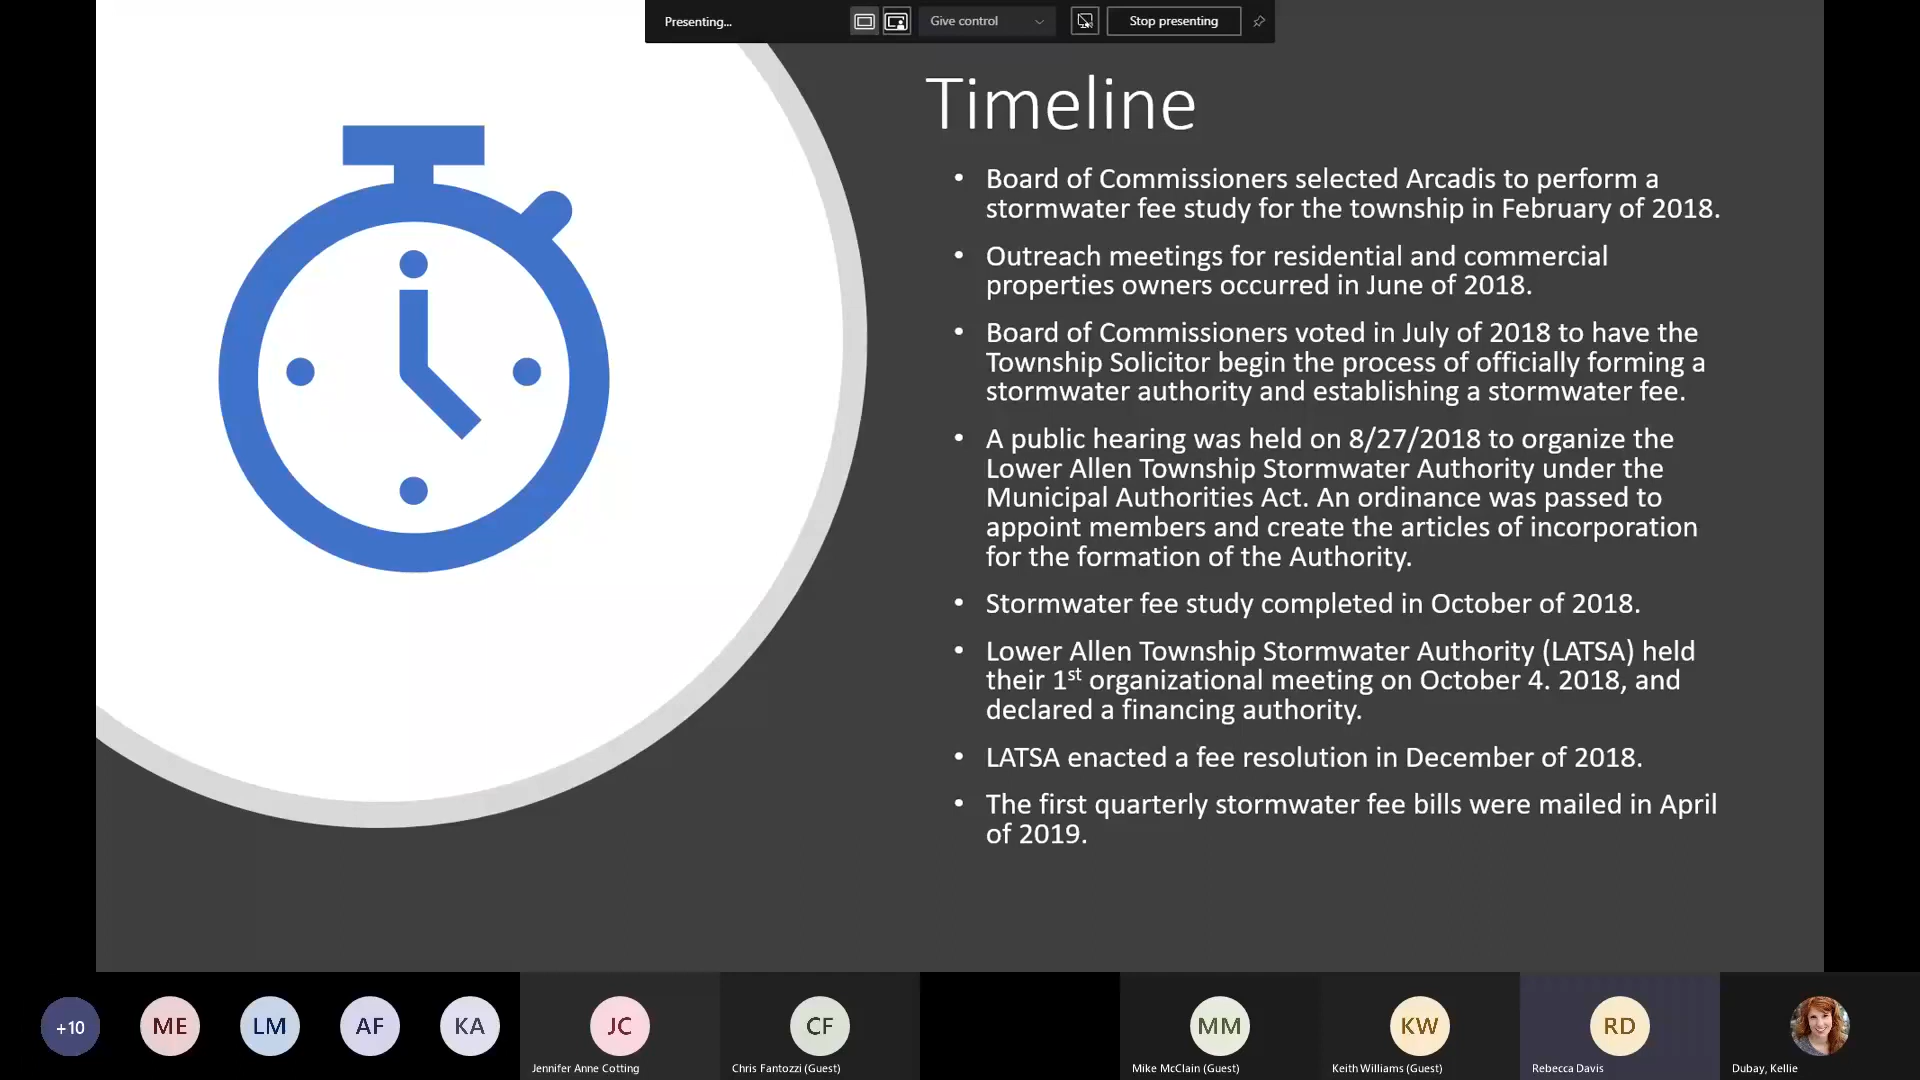 Presenting...
Give control
Stop presenting
Timeline
• Board of Commissioners selected Arcadis to perform a
stormwater fee study for the township in February of 2018.
• Outreach meetings for residential and commercial
properties owners occurred in June of 2018.
• Board of Commissioners voted in July of 2018 to have the
Township Solicitor begin the process of officially forming a
stormwater authority and establishing a stormwater fee.
• A public hearing was held on 8/27/2018 to organize the
Lower Allen Township Stormwater Authority under the
Municipal Authorities Act. An ordinance was passed to
appoint members and create the articles of incorporation
for the formation of the Authority.
• Stormwater fee study completed in October of 2018.
• Lower Allen Township Stormwater Authority (LATSA) held
their 1st organizational meeting on October 4. 2018, and
declared a financing authority.
• LATSA enacted a fee resolution in December of 2018.
• The first quarterly stormwater fee bills were mailed in April
of 2019.
+10
ME
LM
AF
KA
JC
CF
MM
KW
RD
Jennifer Anne Cotting
Chris Fantozzi (Guest)
Mike McClain (Guest)
Keith Williams (Guest)
Rebecca Davis
Dubay, Kellie